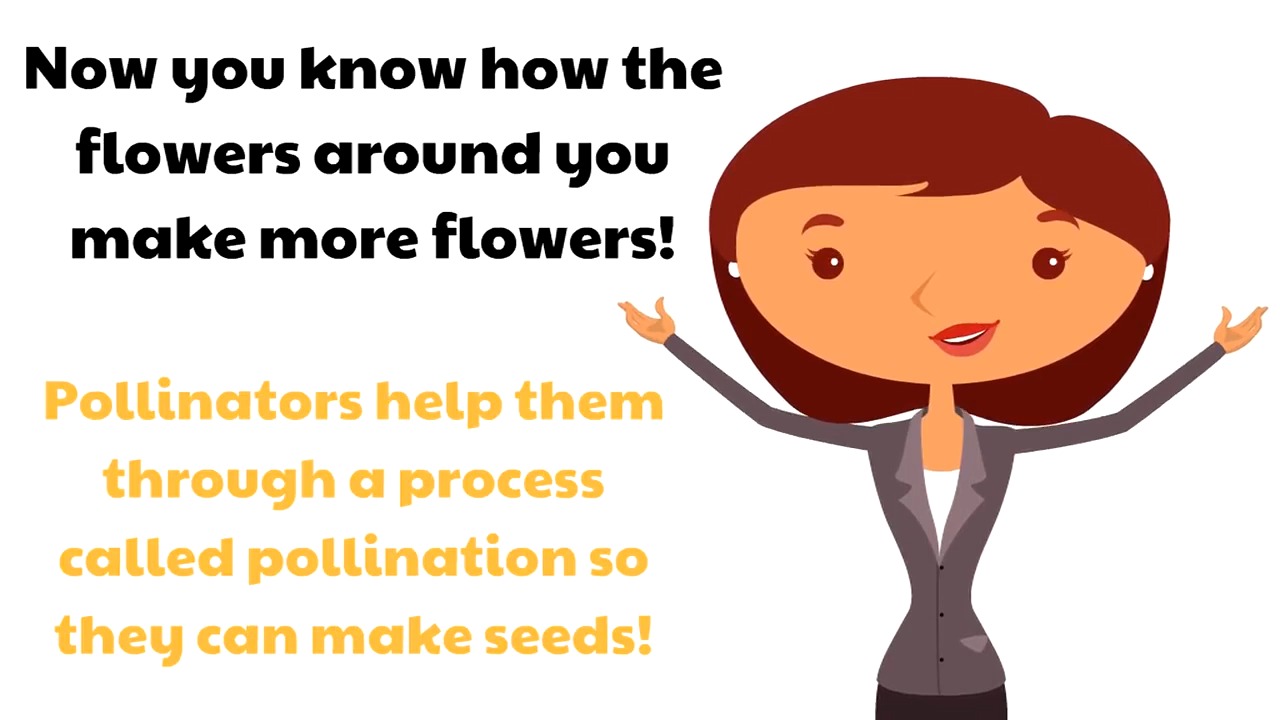 Now you know how the
flowers around you
make more flowers!
Pollinators help them
through a process
called pollination so
they can make seeds!